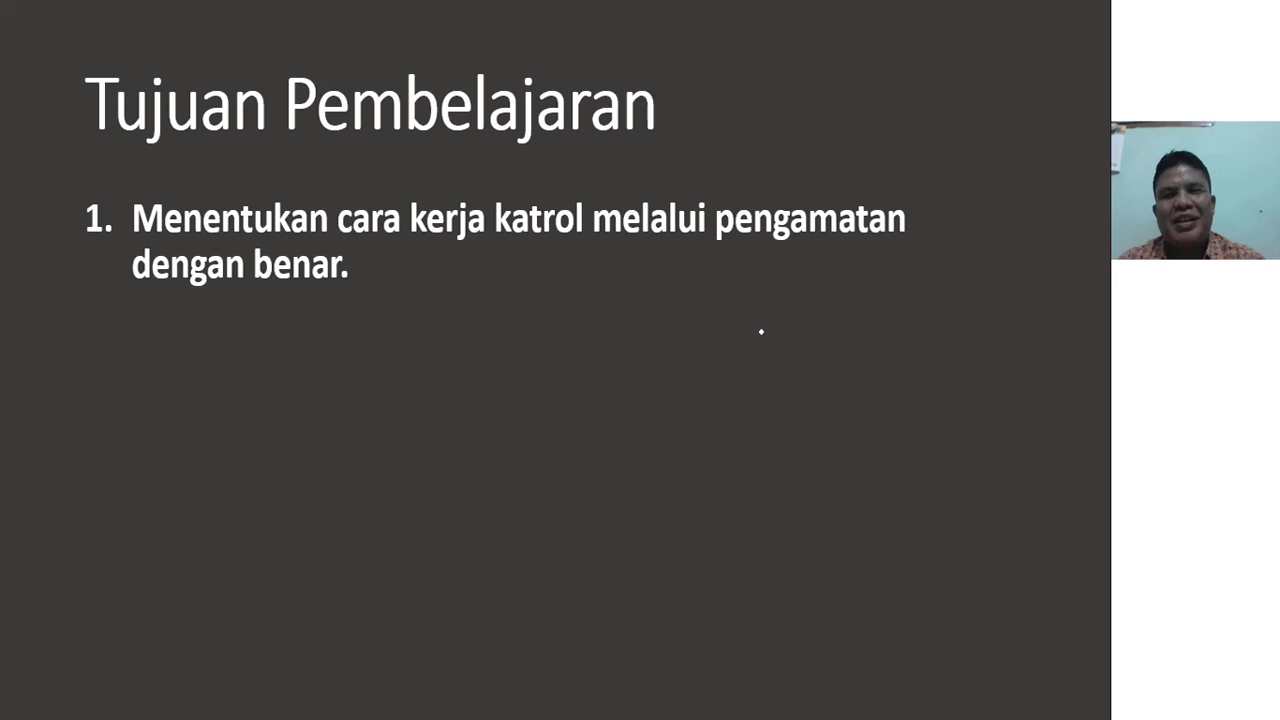 Tujuan Pembelajaran
1. Menentukan cara kerja katrol melalui pengamatan
dengan benar.